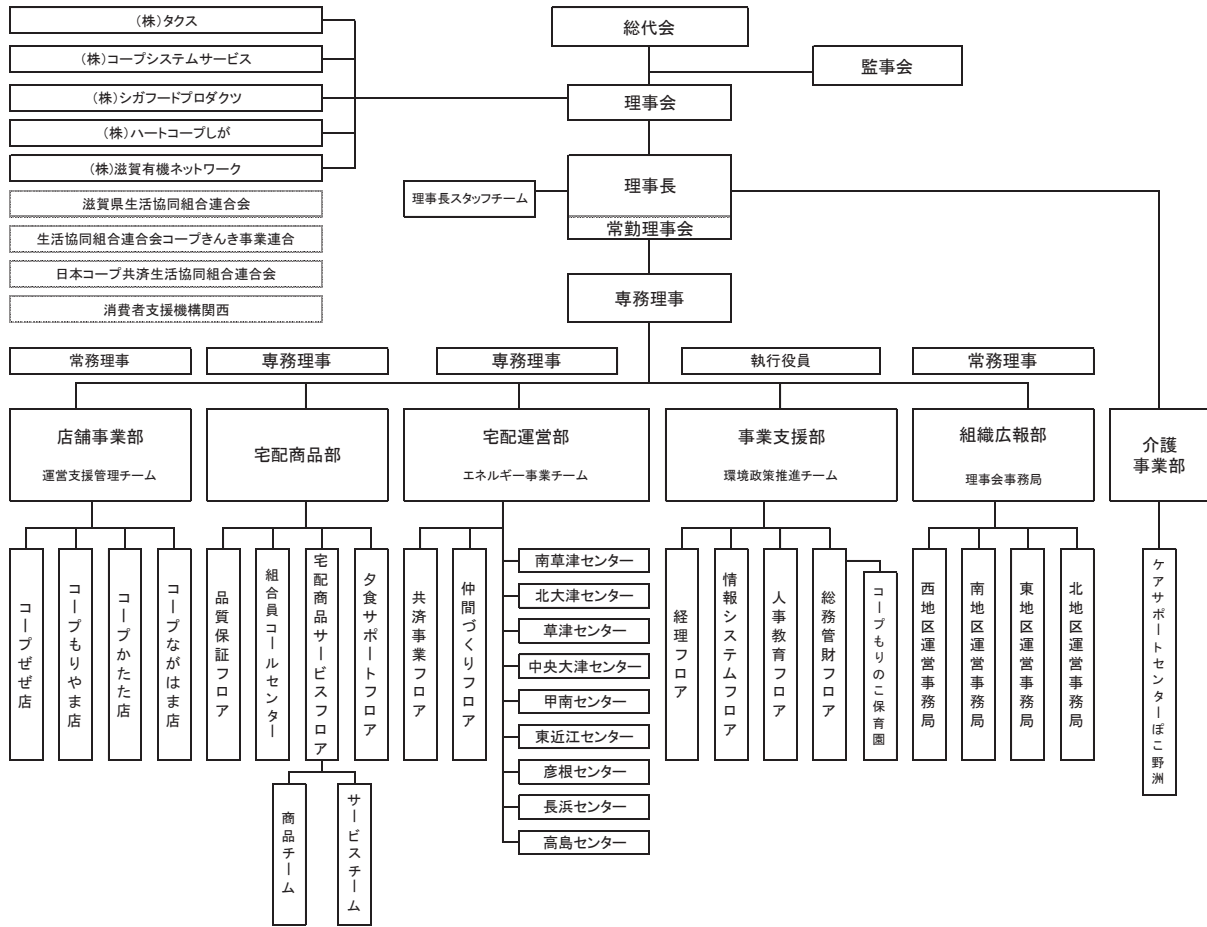 (株)タクス
(株)コープシステムサービス
(株)シガフードプロダクツ
(株)ハートコープしが
(株)滋賀有機ネットワーク
滋賀県生活協同組合連合会
生活協同組合連合会コープきんき事業連合
日本コープ共済生活協同組合連合会
消費者支援機構関西
総代会
監事会
理事会
理事長
常勤理事会
理事長スタッフチーム
専務理事
常務理事
専務理事
専務理事
執行役員
常務理事
店舗事業部
運営支援管理チーム
宅配商品部
宅配運営部
エネルギー事業チーム
事業支援部
環境政策推進チーム
組織広報部
理事会事務局
介護
事業部
コープぜぜ店
コープもりやま店
コープかたた店
コープながはま店
品質保証フロア
組合員コールセンター
宅配商品サービスフロア
夕食サポートフロア
商品チーム
サービスチーム
共済事業フロア
仲間づくりフロア
南草津センター
北大津センター
草津センター
中央大津センター
甲南センター
東近江センター
彦根センター
長浜センター
高島センター
経理フロア
情報システムフロア
人事教育フロア
総務管財フロア
コープもりのこ保育園
西地区運営事務局
南地区運営事務局
東地区運営事務局
北地区運営事務局
ケアサポートセンターぽこ野洲